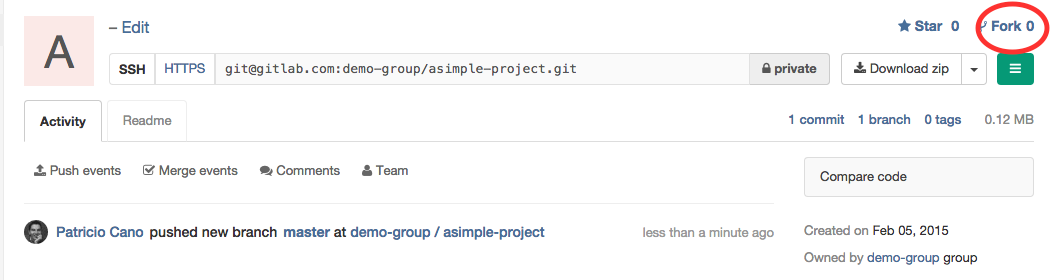 A
– Edit
Star 0
Fork 0
SSH HTTPS git@gitlab.com:demo-group/asimple-project.git private Download zip
Activity Readme
1 commit 1 branch 0 tags 0.12 MB
Push events Merge events Comments Team
Compare code
Patricio Cano pushed new branch master at demo-group / asimple-project less than a minute ago
Created on Feb 05, 2015
Owned by demo-group group